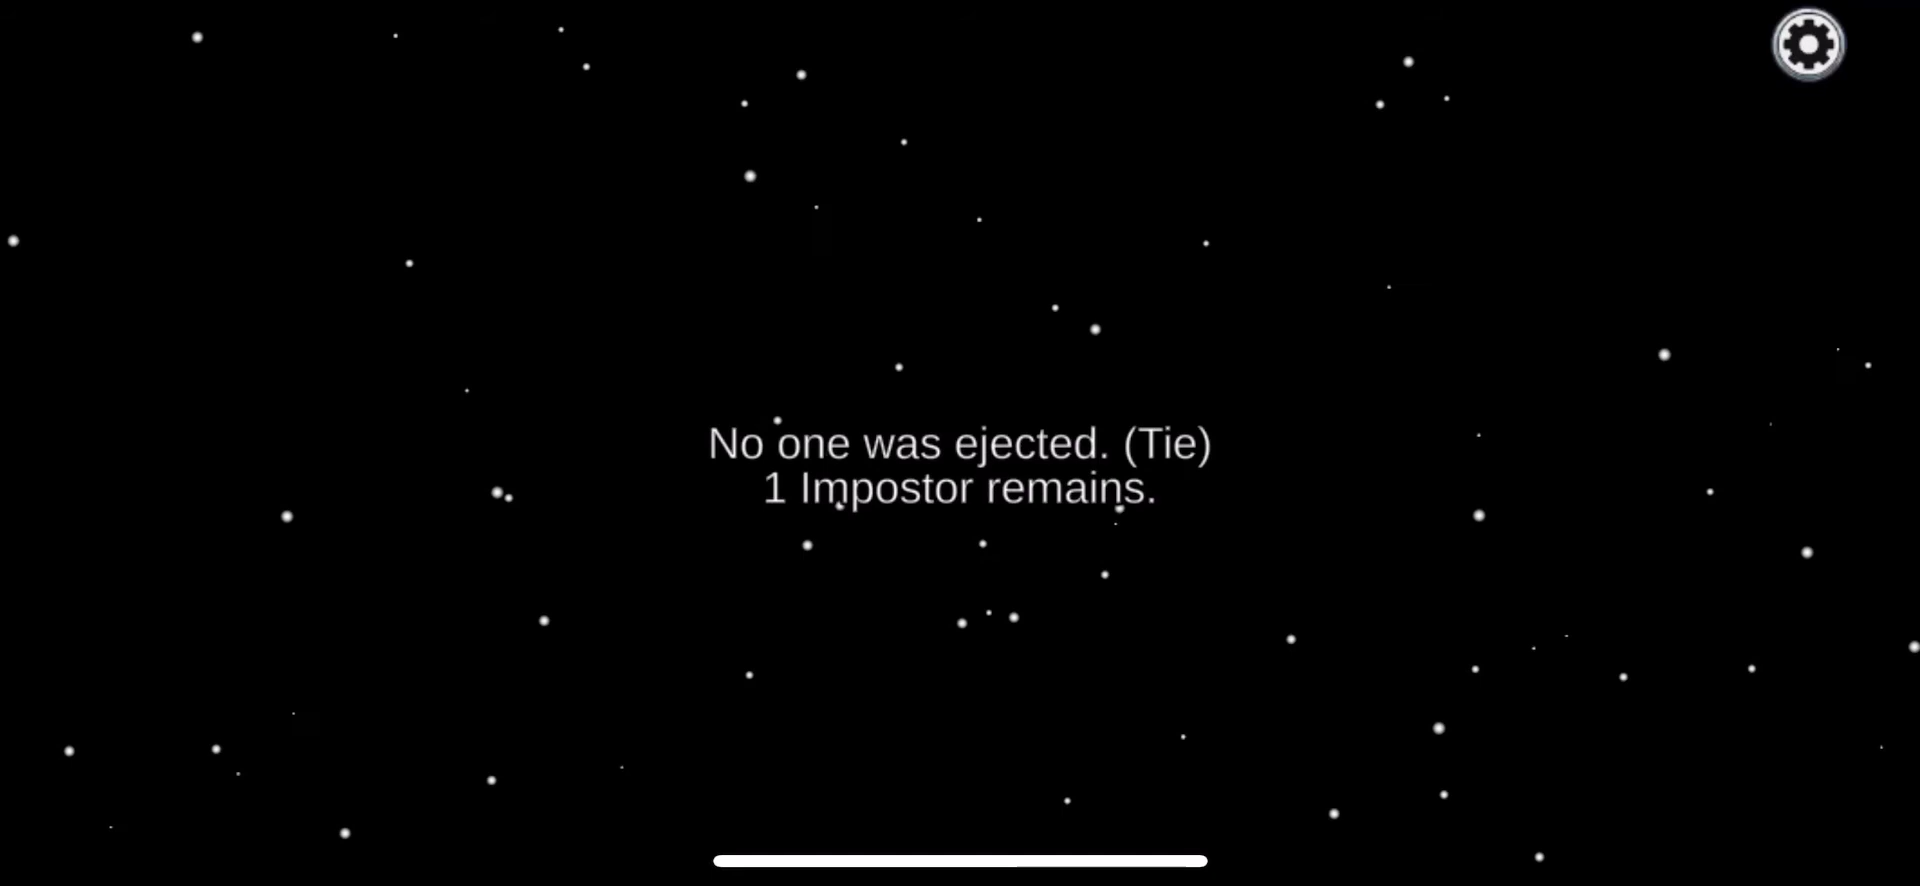 No one was ejected. (Tie)
1 Impostor remains.